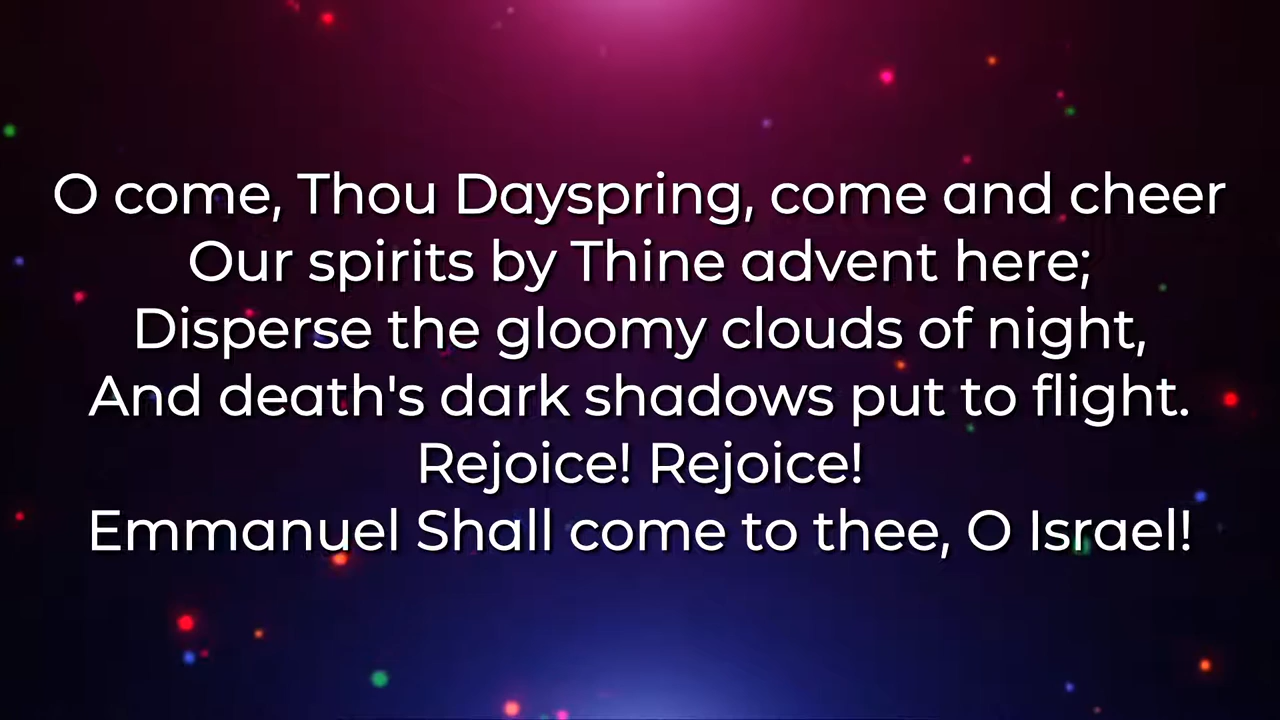 O come, Thou Dayspring, come and cheer
Our spirits by Thine advent here;
Disperse the gloomy clouds of night,
And death's dark shadows put to flight.
Rejoice! Rejoice!
Emmanuel Shall come to thee, O Israel!